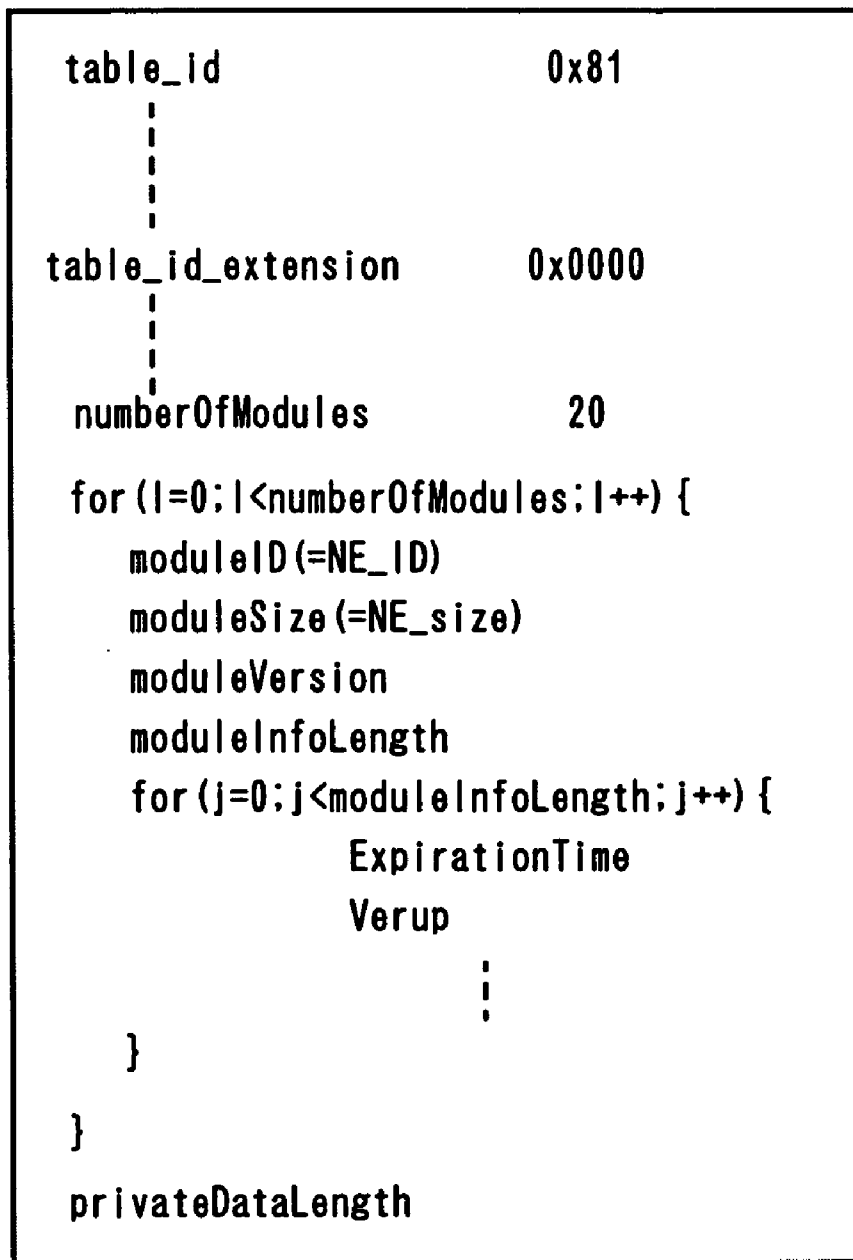 table_id 0x81
table_id_extension 0x0000
numberOfModules 20
for(I=0;I<numberOfModules;I++){
moduleID(=NE_ID)
moduleSize(=NE_size)
moduleVersion
moduleInfoLength
for(j=0;j<moduleInfoLength;j++){
ExpirationTime
Verup
}
}
privateDataLength